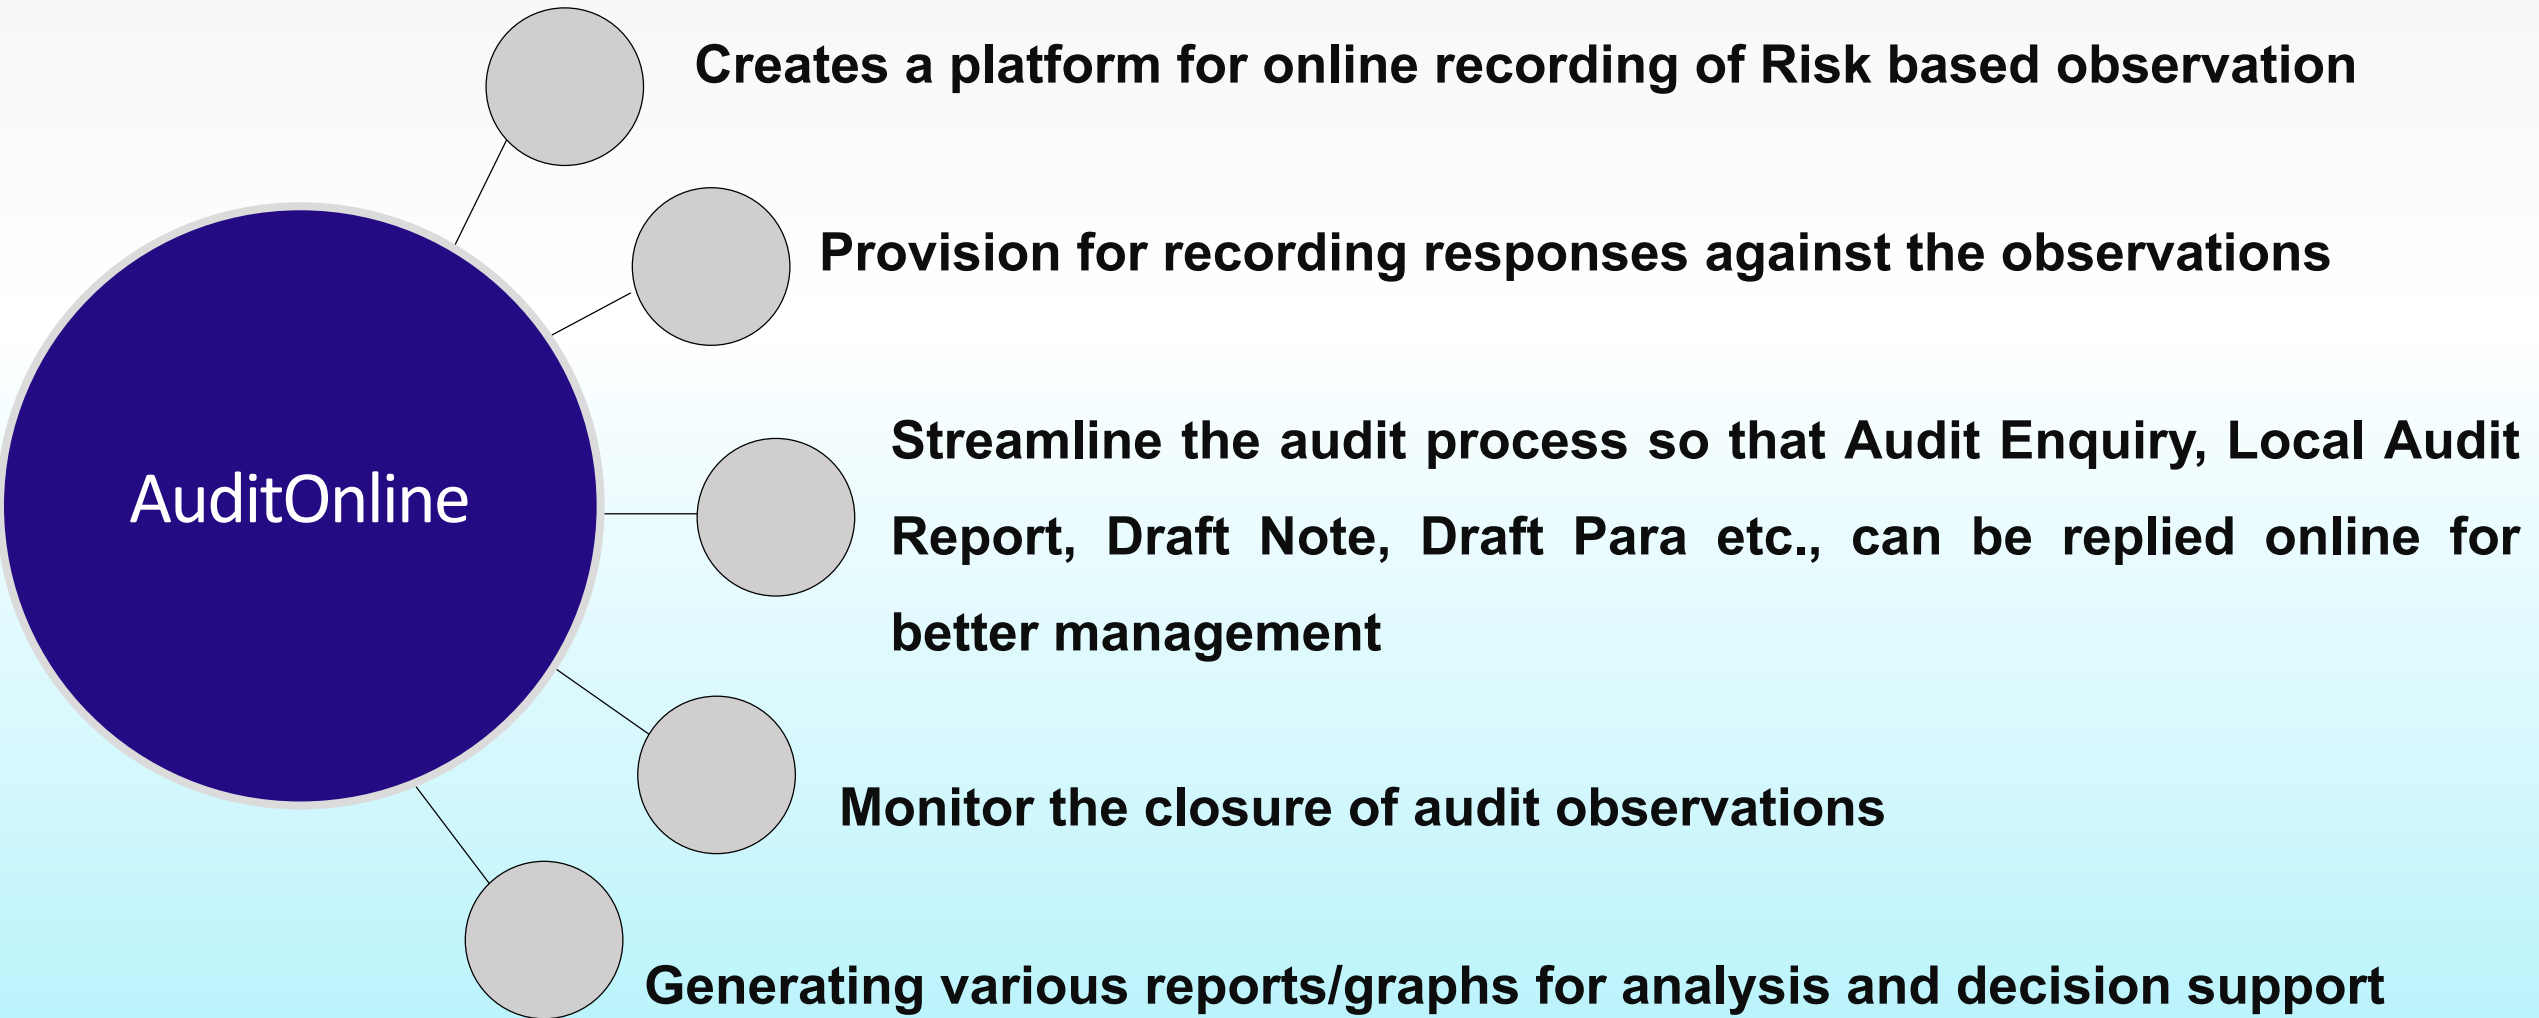 Creates a platform for online recording of Risk based observation
Provision for recording responses against the observations
AuditOnline
Streamline the audit process so that Audit Enquiry, Local Audit
Report, Draft Note, Draft Para etc., can be replied online for
better management
Monitor the closure of audit observations
Generating various reports/graphs for analysis and decision support